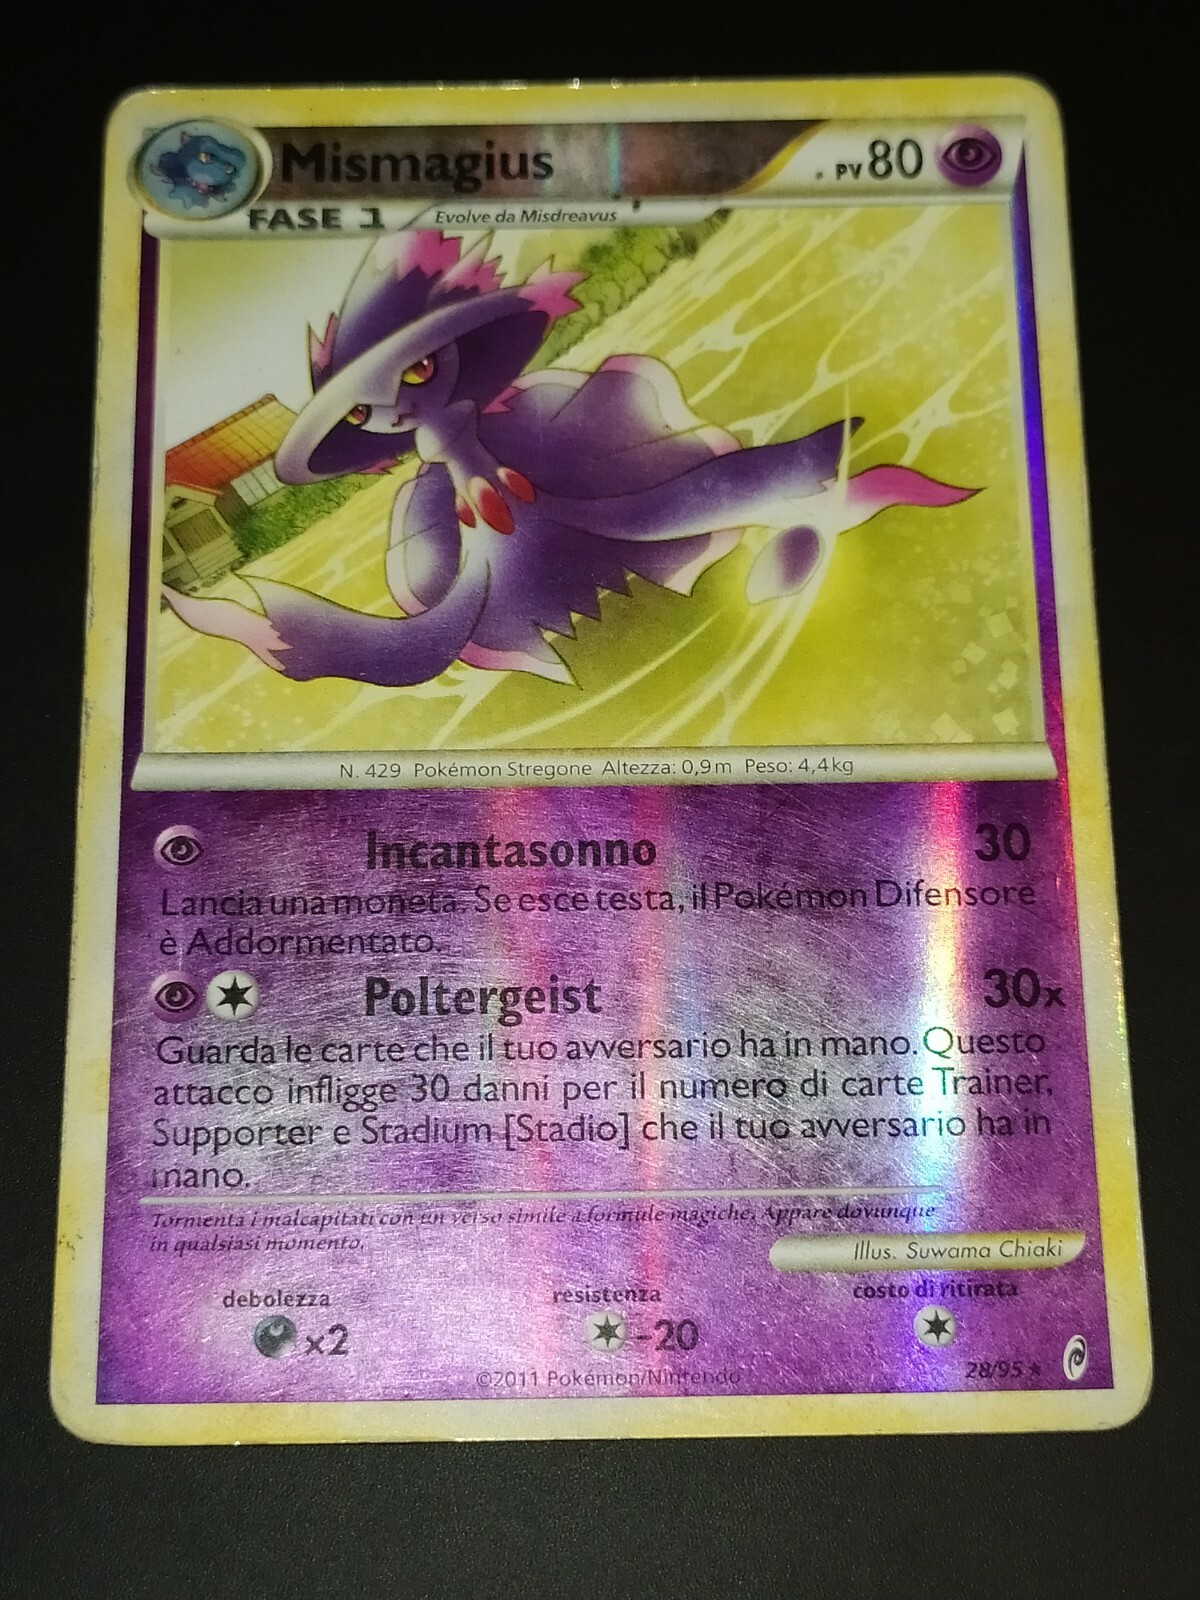 Mismagius
PV 80
FASE 1
Evolve da Misdreavus
N. 429 Pokémon Stregone Altezza: 0,9m Peso: 4,4kg
Incantasonno 30
Lancia una moneta. Se esce testa, il Pokémon Difensore
è Addormentato.
Poltergeist 30x
Guarda le carte che il tuo avversario ha in mano. Questo
attacco infligge 30 danni per il numero di carte Trainer,
Supporter e Stadium [Stadio] che il tuo avversario ha in
mano.
Tormenta i malcapitati con un verso simile a formule magiche. Appare dovunque
in qualsiasi momento.
Illus. Suwama Chiaki
debolezza resistenza costo di ritirata
x2 -20
©2011 Pokémon/Nintendo 28/95 ★